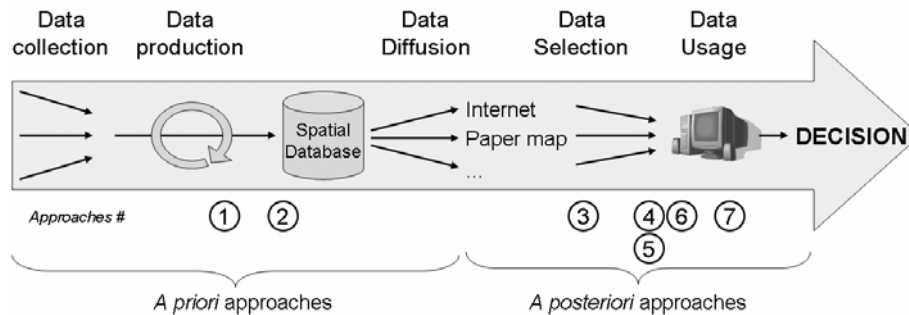 Data collection
Data production
Data Diffusion
Data Selection
Data Usage
Internet
Spatial Database
Paper map
...
DECISION
Approaches #
1
2
3
4
6
7
5
A priori approaches
A posteriori approaches